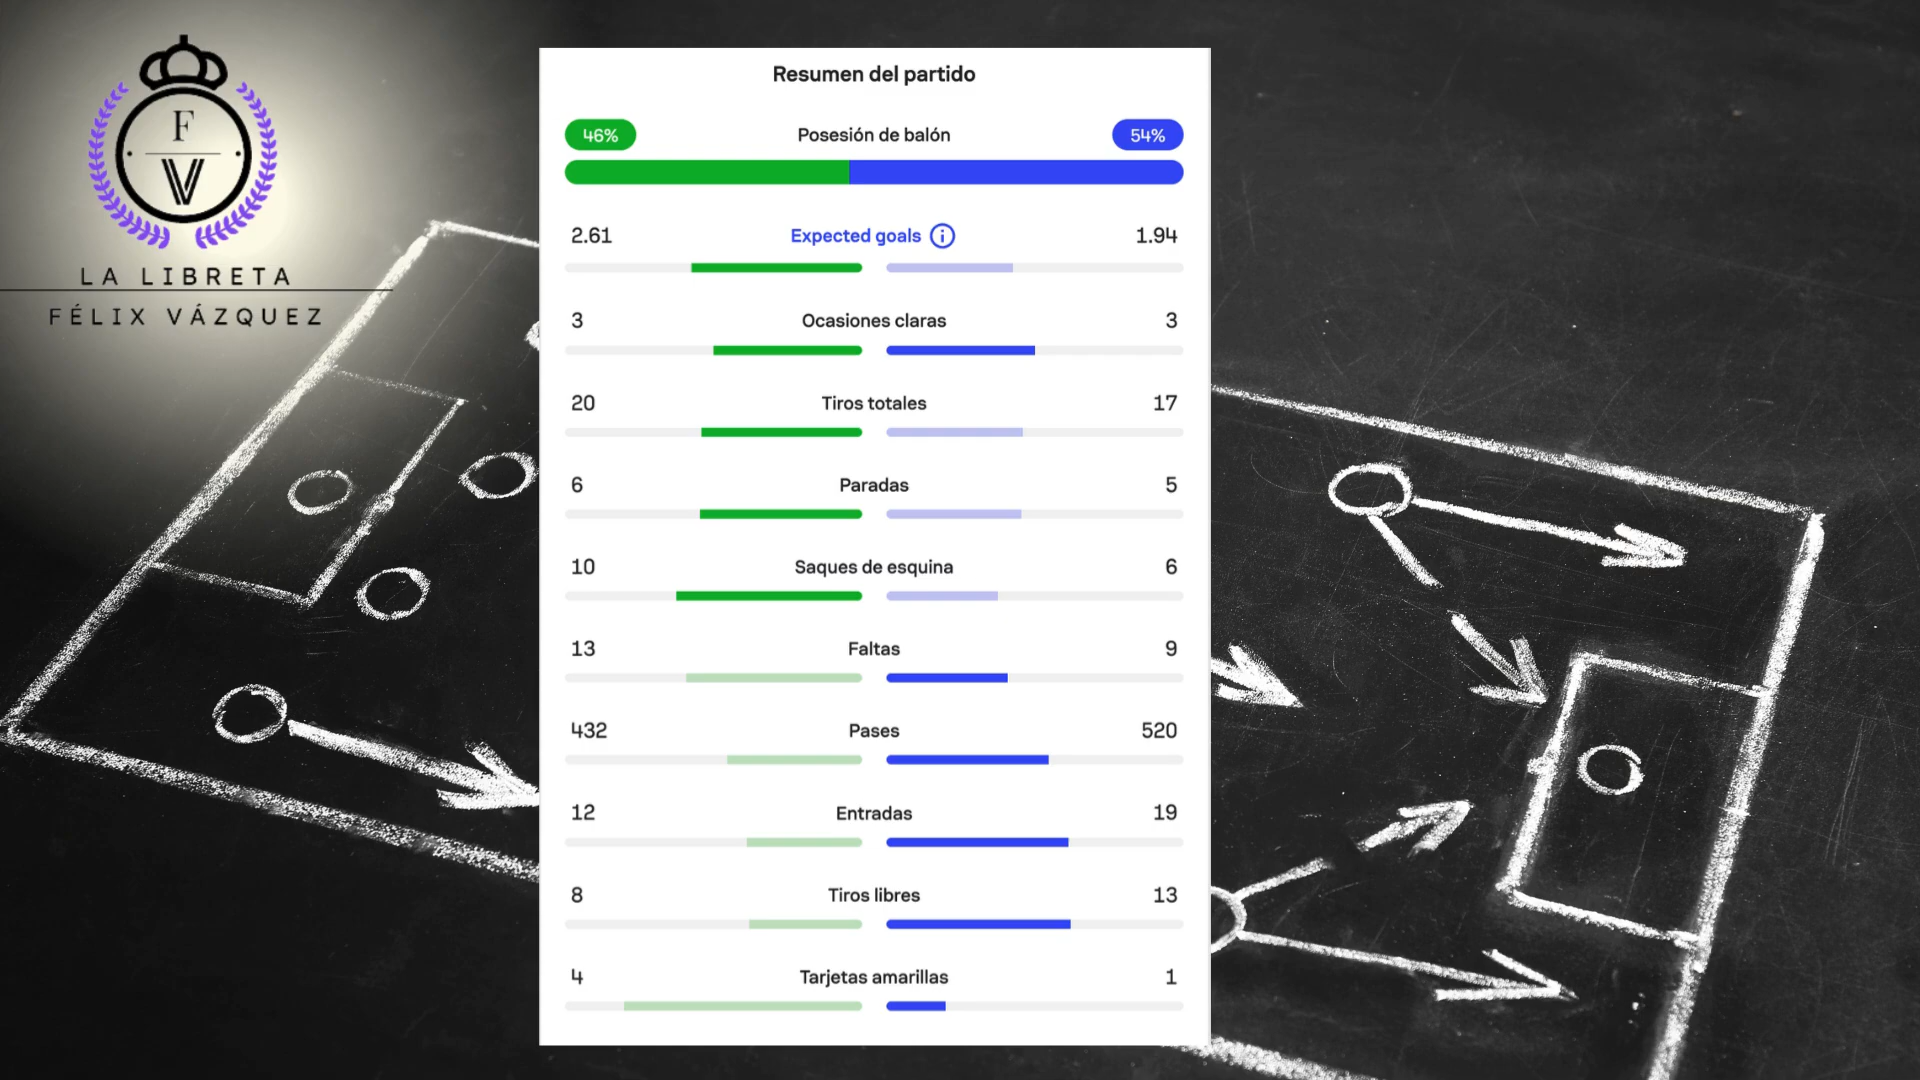 F
V
LA LIBRETA
FÉLIX VÁZQUEZ
Resumen del partido
46% Posesión de balón 54%
2.61 Expected goals i 1.94
3 Ocasiones claras 3
20 Tiros totales 17
6 Paradas 5
10 Saques de esquina 6
13 Faltas 9
432 Pases 520
12 Entradas 19
8 Tiros libres 13
4 Tarjetas amarillas 1